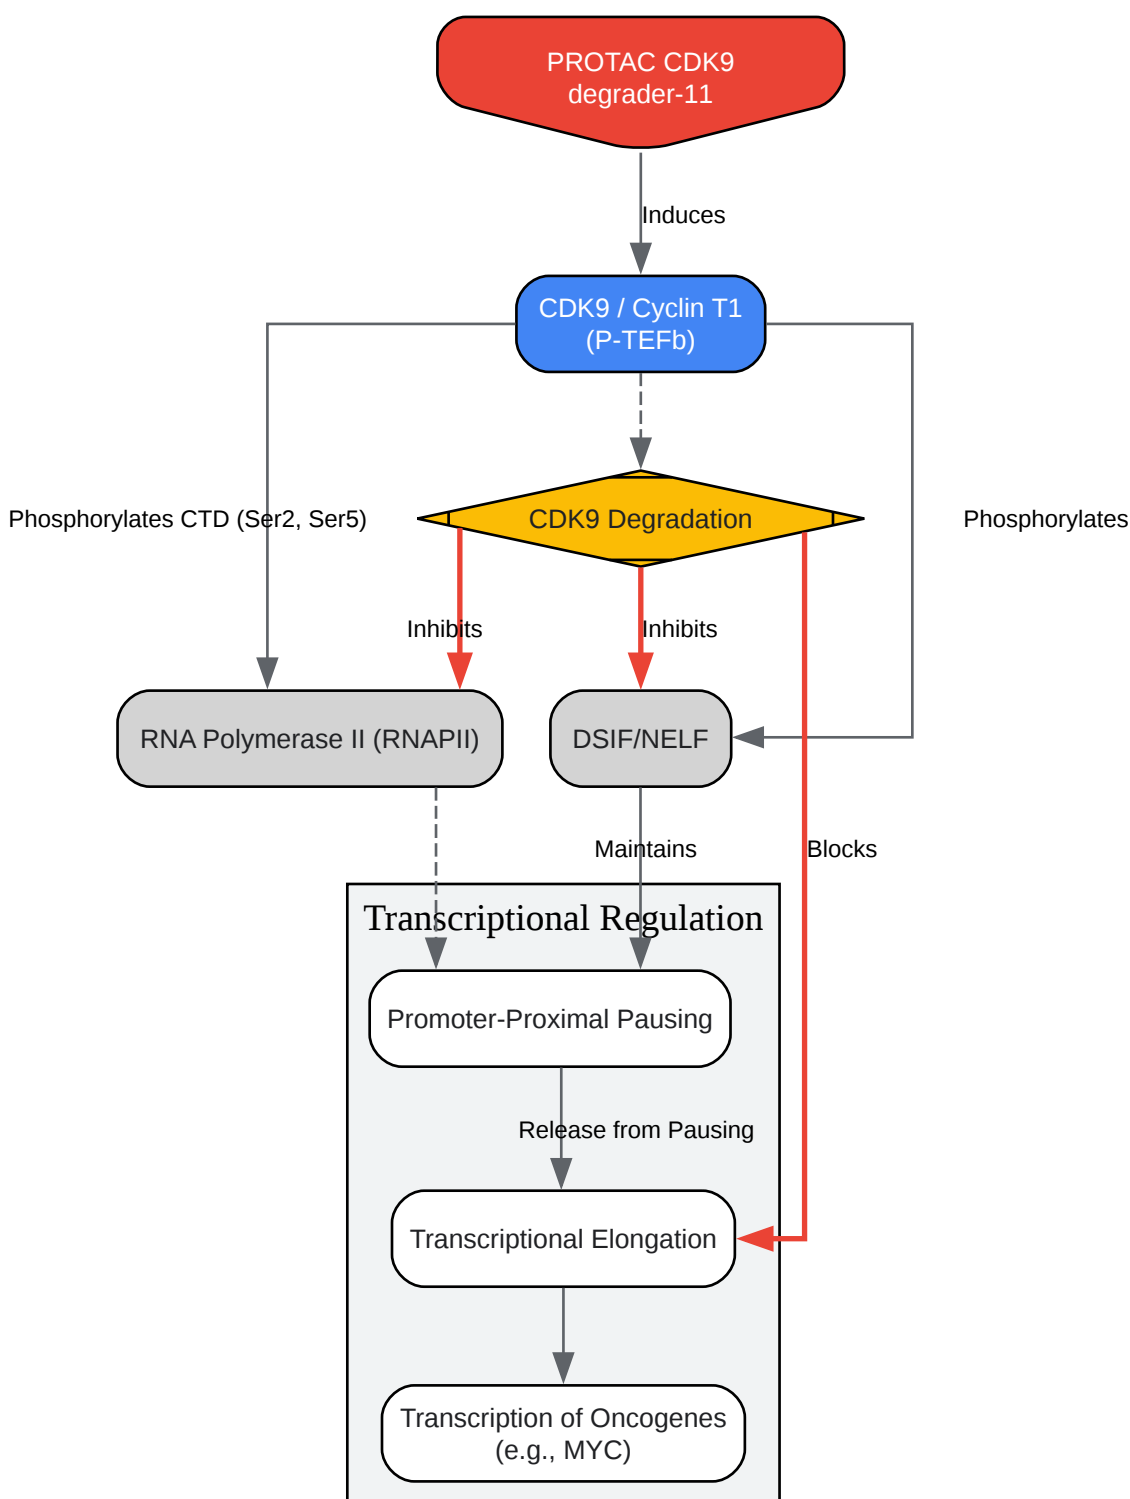 PROTAC CDK9
degrader-11
Induces
CDK9 / Cyclin T1
(P-TEFb)
Phosphorylates CTD (Ser2, Ser5)
CDK9 Degradation
Phosphorylates
Inhibits
Inhibits
RNA Polymerase II (RNAPII)
DSIF/NELF
Maintains
Blocks
Transcriptional Regulation
Promoter-Proximal Pausing
Release from Pausing
Transcriptional Elongation
Transcription of Oncogenes
(e.g., MYC)